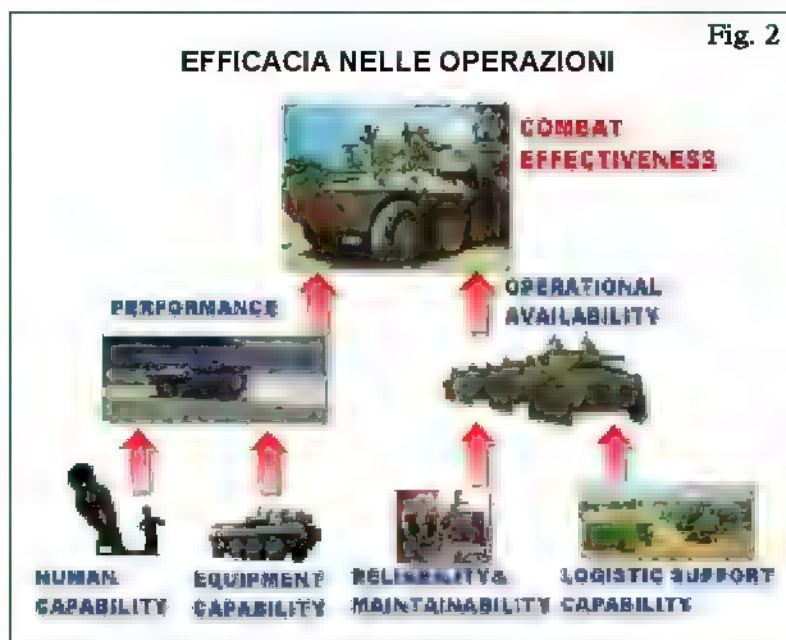 Fig. 2
EFFICACIA NELLE OPERAZIONI
COMBAT
EFFECTIVENESS
PERFORMANCE
OPERATIONAL
AVAILABILITY
HUMAN
CAPABILITY
EQUIPMENT
CAPABILITY
RELIABILITY &
MAINTAINABILITY
LOGISTIC SUPPORT
CAPABILITY